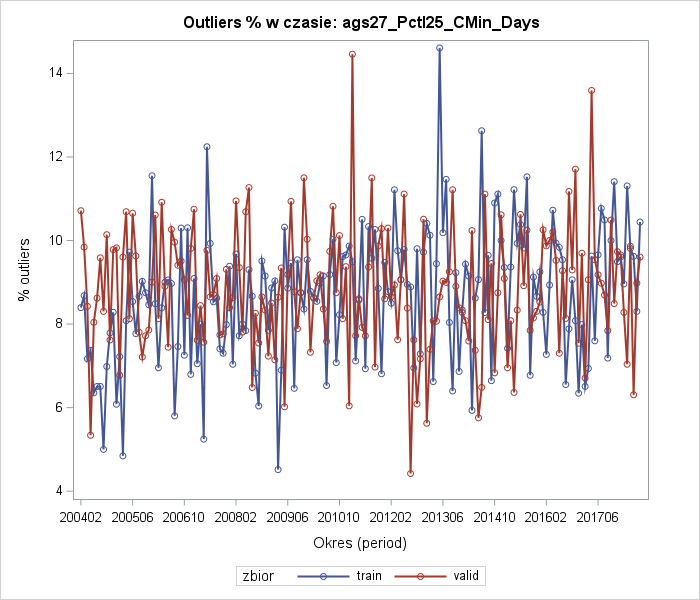 Outliers % w czasie: ags27_Pctl25_CMin_Days
% outliers
14
12
10
8
6
4
200402 200506 200610 200802 200906 201010 201202 201306 201410 201602 201706
Okres (period)
zbior train valid